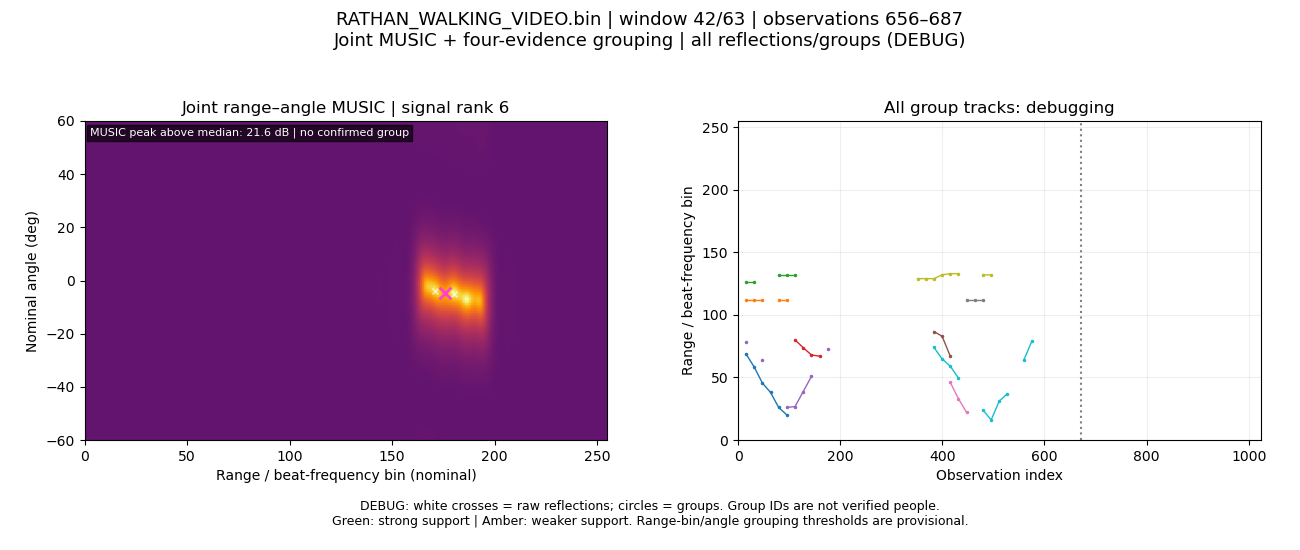 RATHAN_WALKING_VIDEO.bin | window 42/63 | observations 656–687
Joint MUSIC + four-evidence grouping | all reflections/groups (DEBUG)
Joint range–angle MUSIC | signal rank 6
MUSIC peak above median: 21.6 dB | no confirmed group
Nominal angle (deg)
60
40
20
0
−20
−40
−60
0 50 100 150 200 250
Range / beat-frequency bin (nominal)
All group tracks: debugging
Range / beat-frequency bin
250
200
150
100
50
0
0 200 400 600 800 1000
Observation index
DEBUG: white crosses = raw reflections; circles = groups. Group IDs are not verified people.
Green: strong support | Amber: weaker support. Range-bin/angle grouping thresholds are provisional.